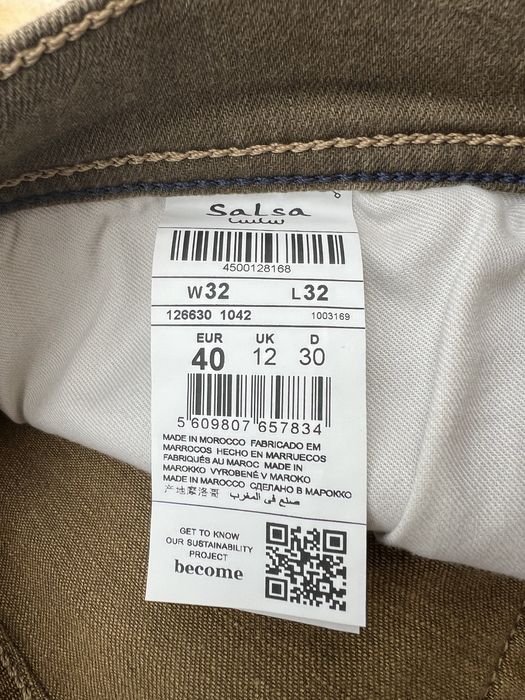 Salsa
سلسا
4500128168
W32 L32
126630 1042 1003169
EUR UK D
40 12 30
5 609807 657834
MADE IN MOROCCO FABRICADO EM
MARROCOS HECHO EN MARRUECOS
FABRIQUÉS AU MAROC MADE IN
MAROKKO VYROBENÉ V MAROKO
MADE IN MAROCCO СДЕЛАНО В МАРОККО
产地摩洛哥 صنع في المغرب
GET TO KNOW
OUR SUSTAINABILITY
PROJECT
become